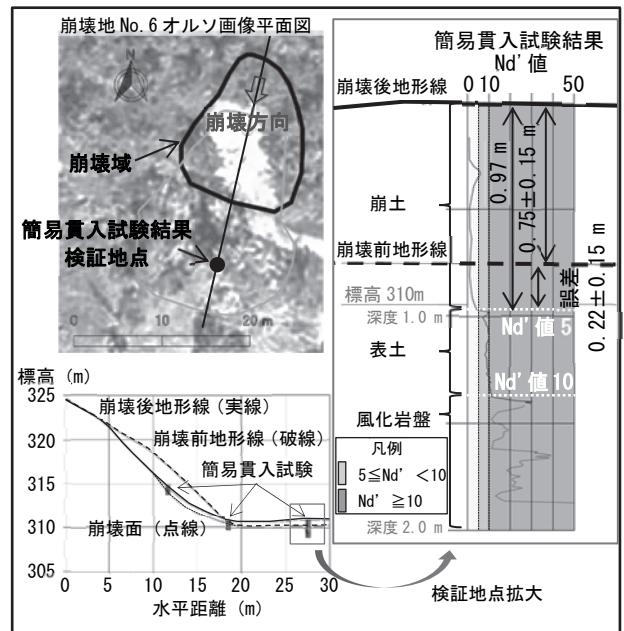 崩壊地 No.6 オルソ画像平面図
崩壊方向
崩壊域
簡易貫入試験結果
検証地点
0 10 20 m
標高 (m)
325
320
315
310
305
崩壊後地形線(実線)
崩壊前地形線(破線)
簡易貫入試験
崩壊面(点線)
0 5 10 15 20 25 30
水平距離 (m)
簡易貫入試験結果
Nd' 値
崩壊後地形線 0 10 50
0.97 m
0.75±0.15 m
崩土
崩壊前地形線
標高 310m
誤差
0.22±0.15 m
深度 1.0 m
Nd' 値 5
表土
Nd' 値 10
風化岩盤
凡例
5≦Nd' <10
Nd' ≧10
深度 2.0 m
検証地点拡大